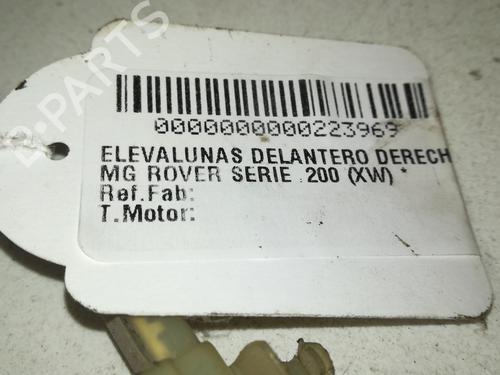 B-PARTS
0000000000223969
ELEVALUNAS DELANTERO DERECH
MG ROVER SERIE .200 (XW) *
Ref.Fab:
T.Motor: